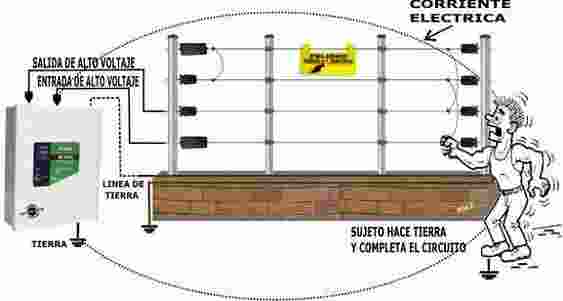 CORRIENTE
ELECTRICA
SALIDA DE ALTO VOLTAJE
ENTRADA DE ALTO VOLTAJE
LINEA DE
TIERRA
TIERRA
SUJETO HACE TIERRA
Y COMPLETA EL CIRCUITO